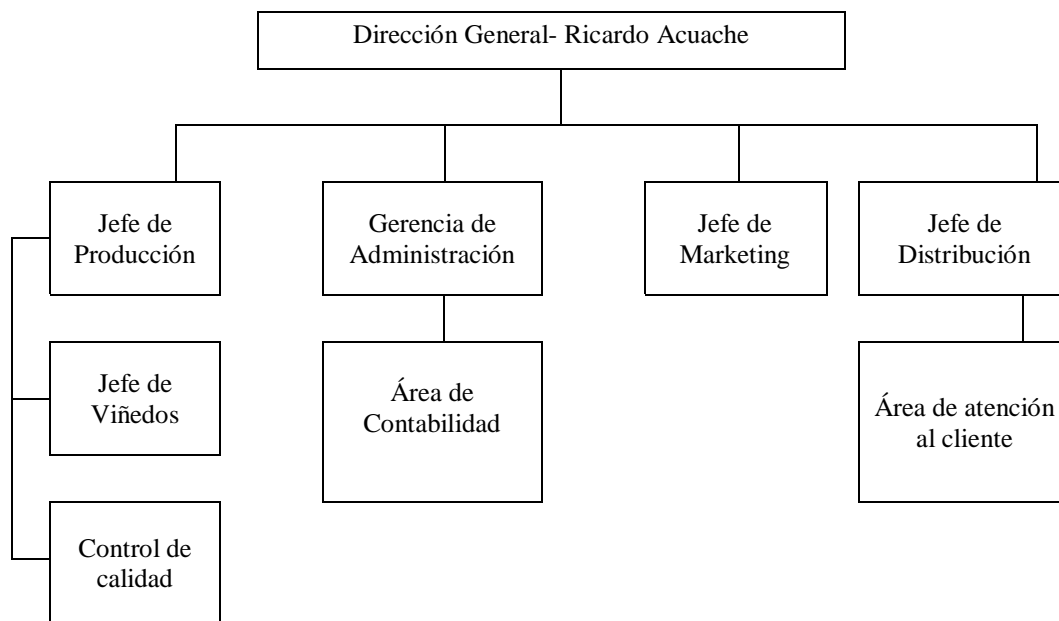 Dirección General- Ricardo Acuache
Jefe de
Producción
Gerencia de
Administración
Jefe de
Marketing
Jefe de
Distribución
Jefe de
Viñedos
Área de
Contabilidad
Área de atención
al cliente
Control de
calidad